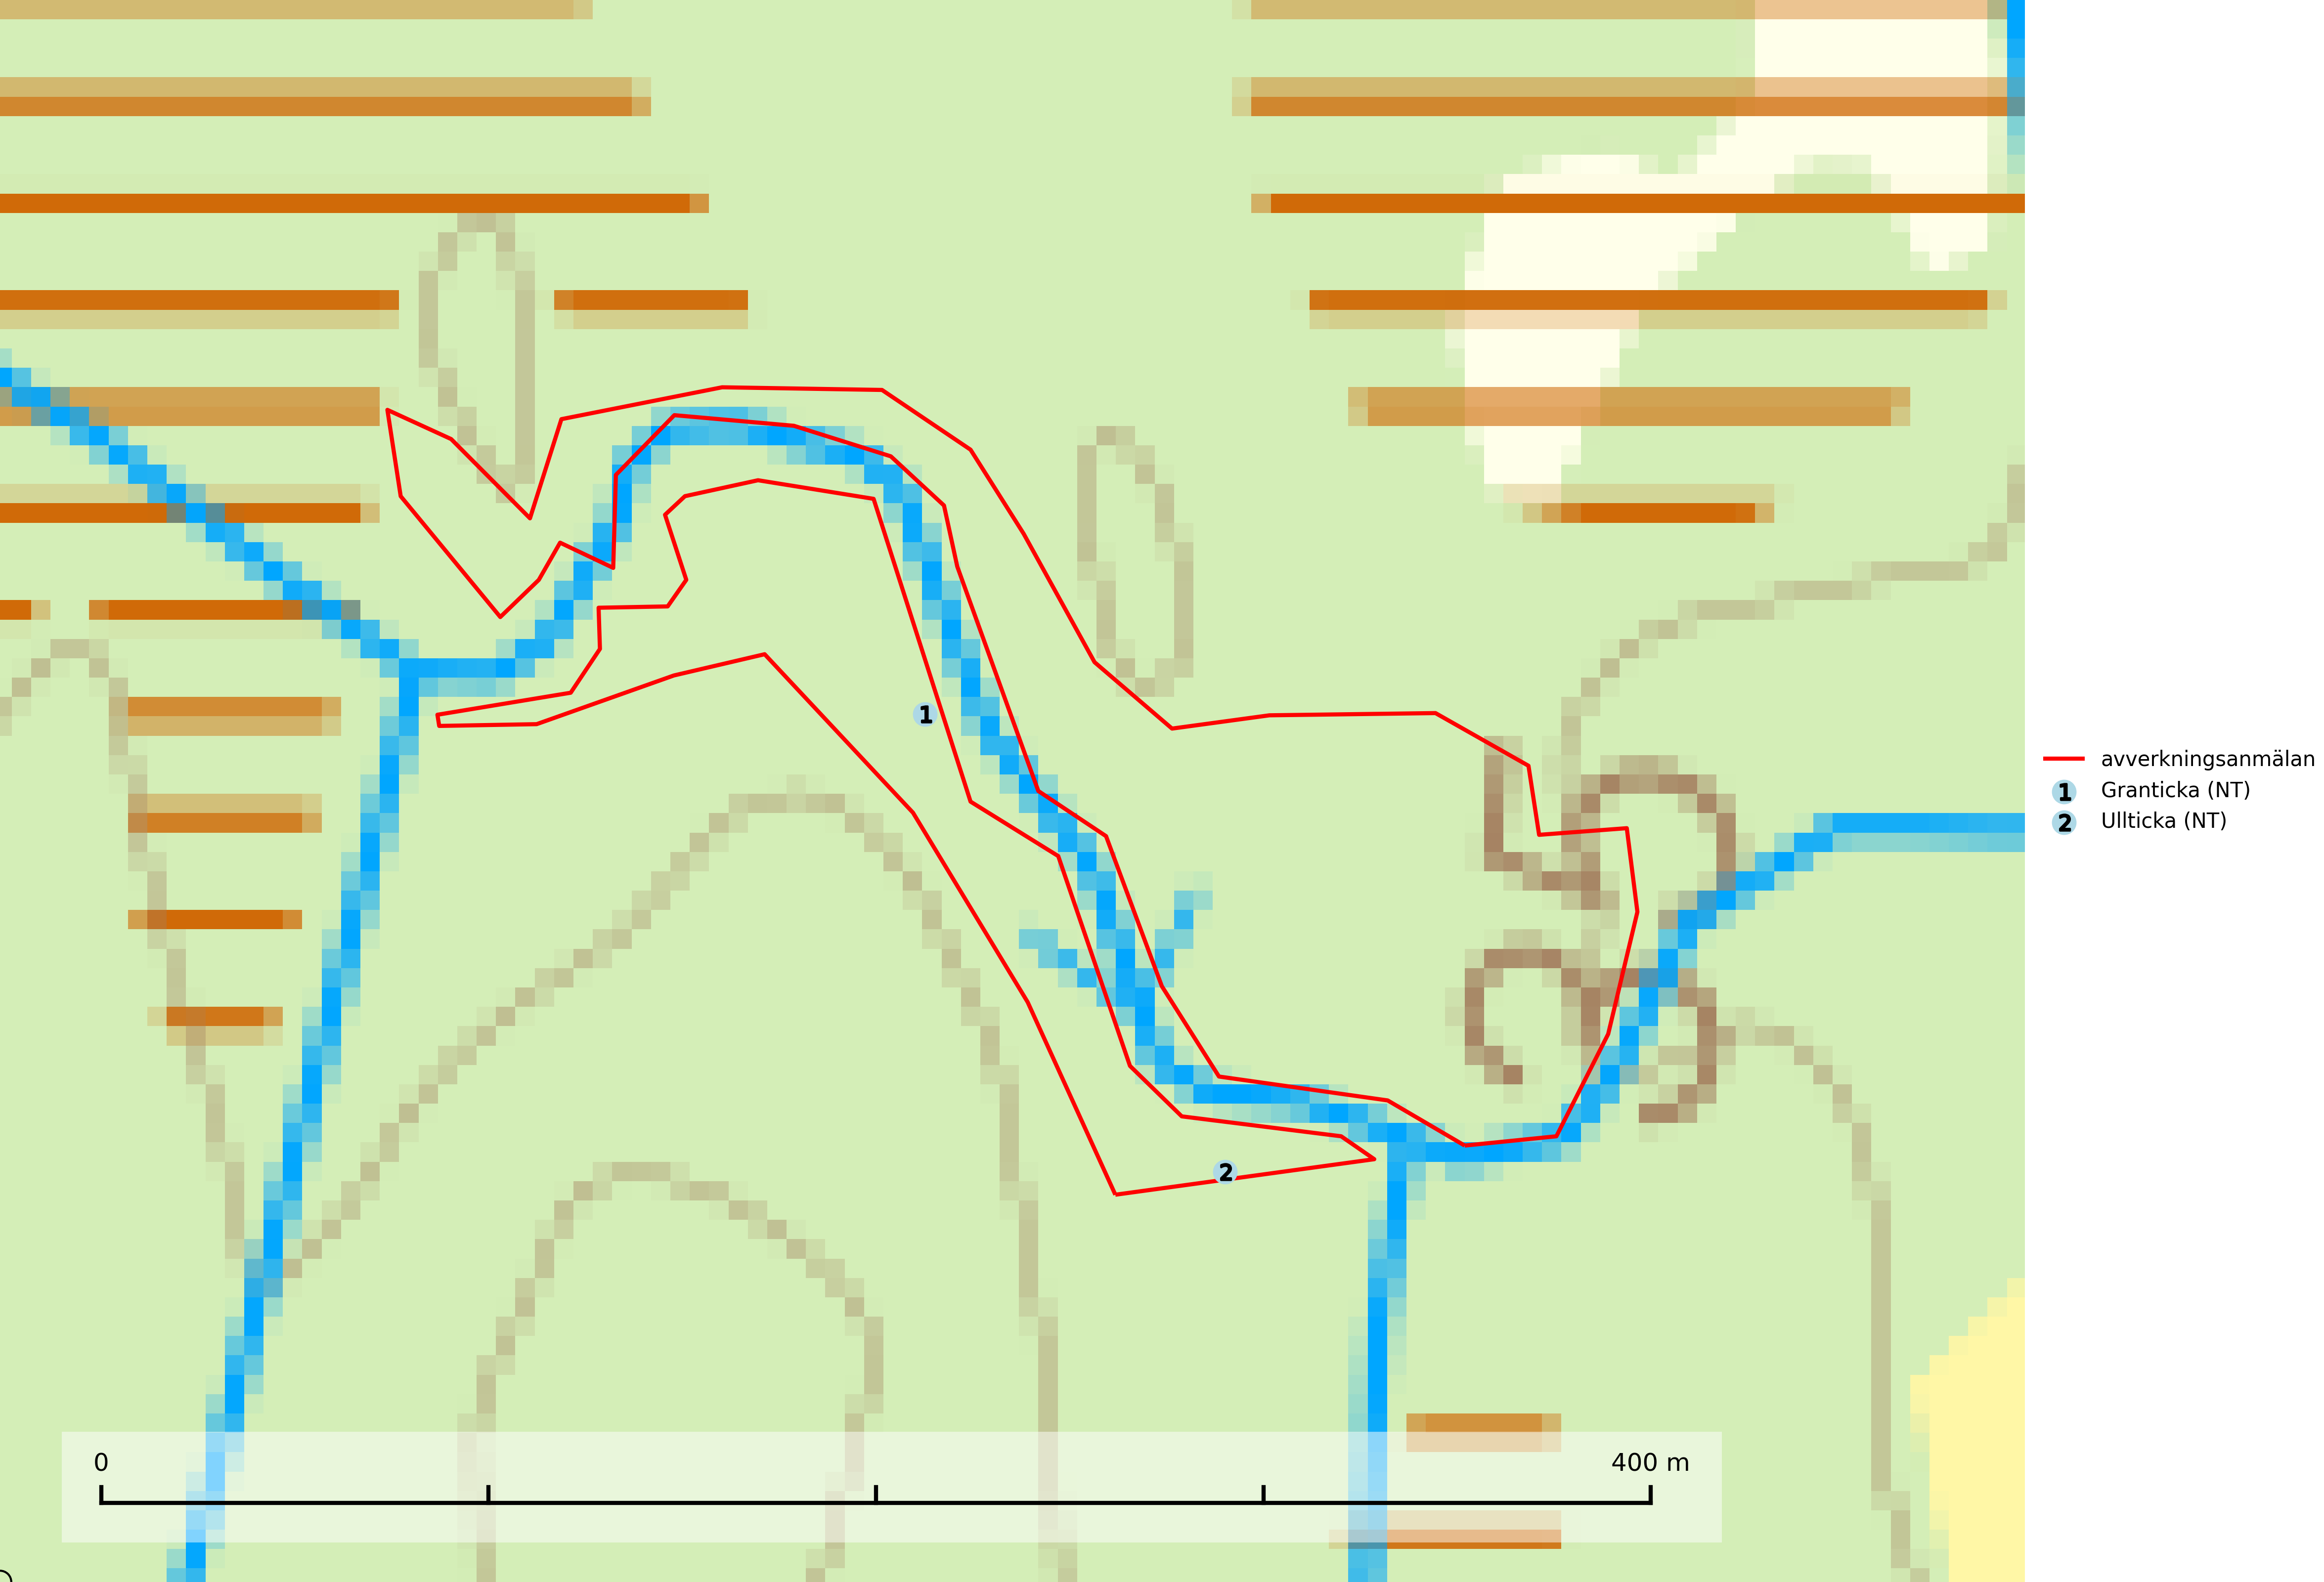 1
2
avverkningsanmälan
1 Granticka (NT)
2 Ullticka (NT)
0 400 m